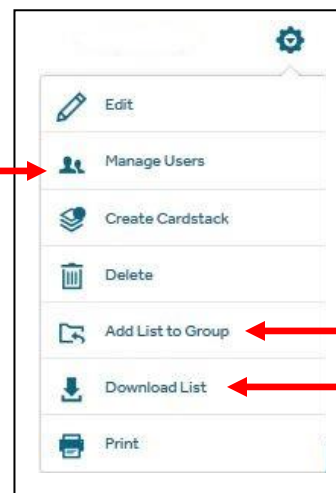 Edit
Manage Users
Create Cardstack
Delete
Add List to Group
Download List
Print